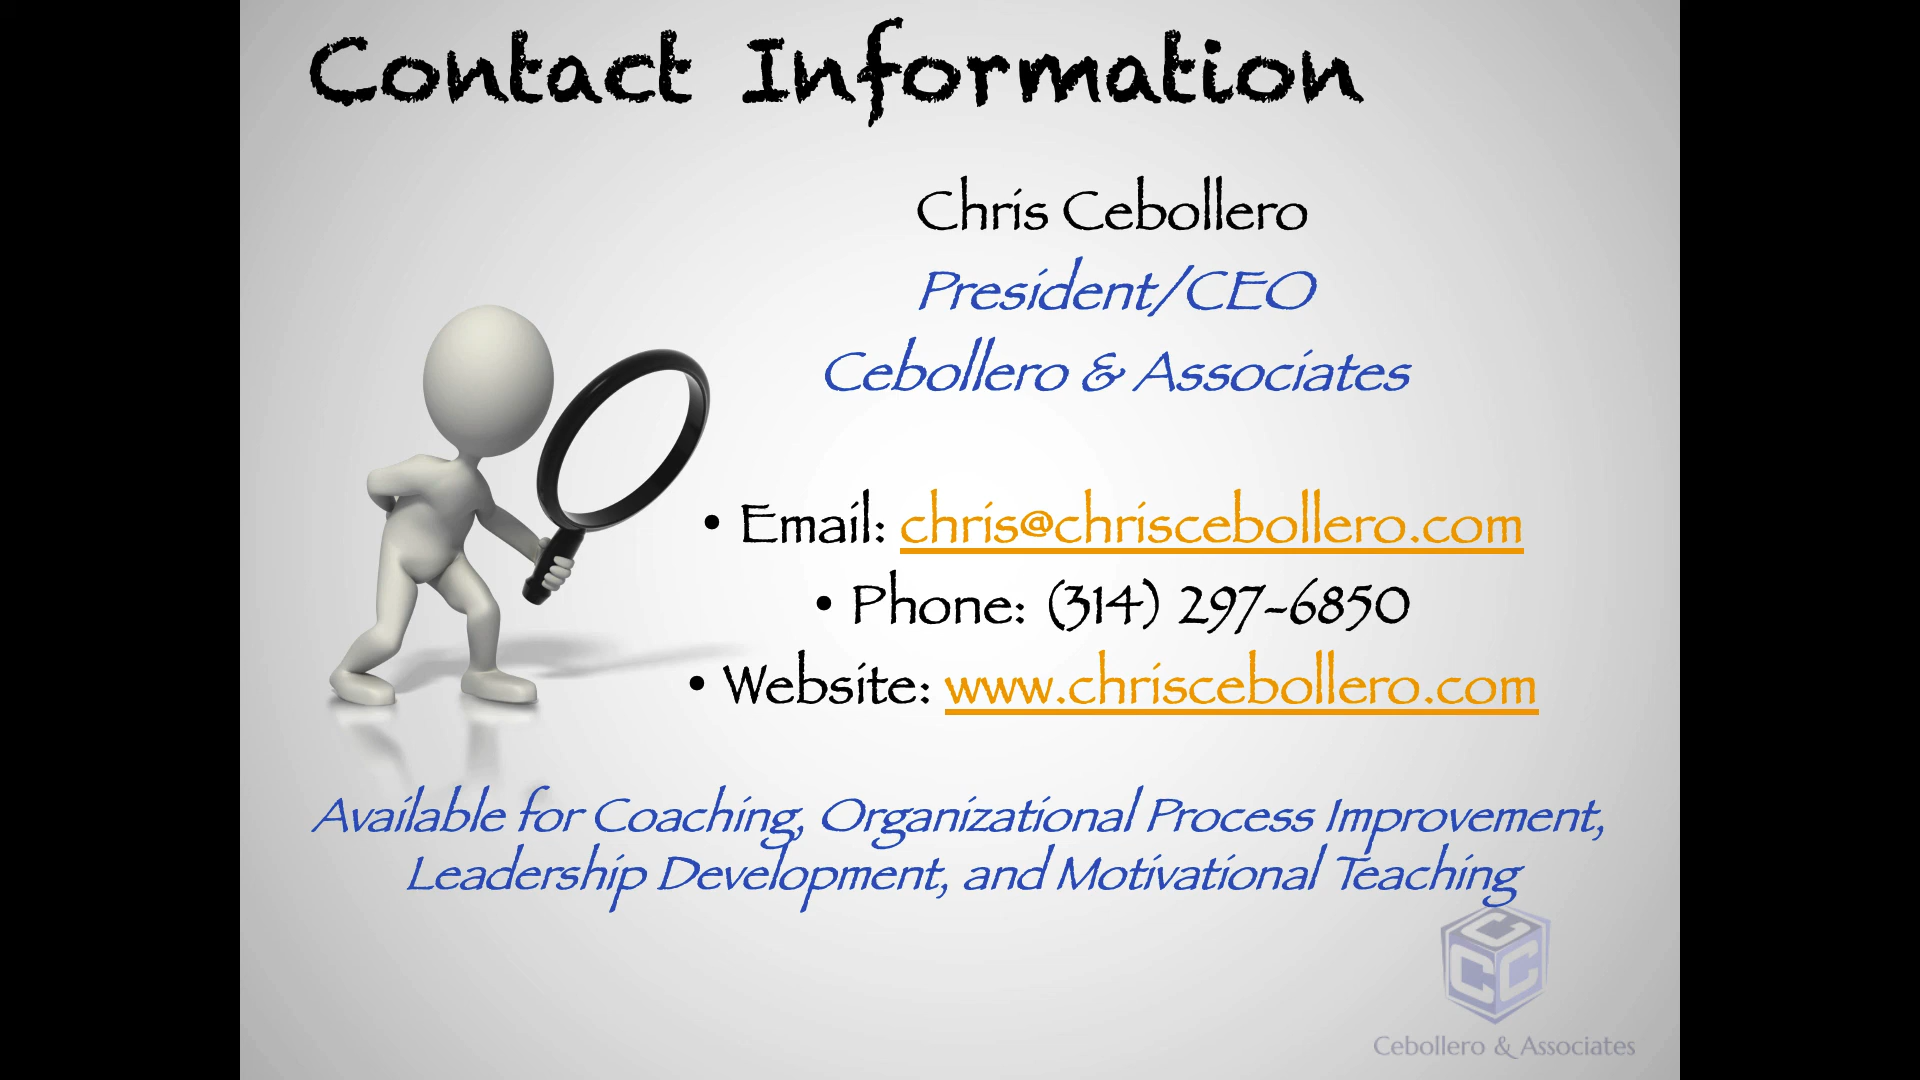 Contact Information
Chris Cebollero
President/CEO
Cebollero & Associates
• Email: chris@chriscebollero.com
• Phone: (314) 297-6850
• Website: www.chriscebollero.com
Available for Coaching, Organizational Process Improvement,
Leadership Development, and Motivational Teaching
CCC
Cebollero & Associates